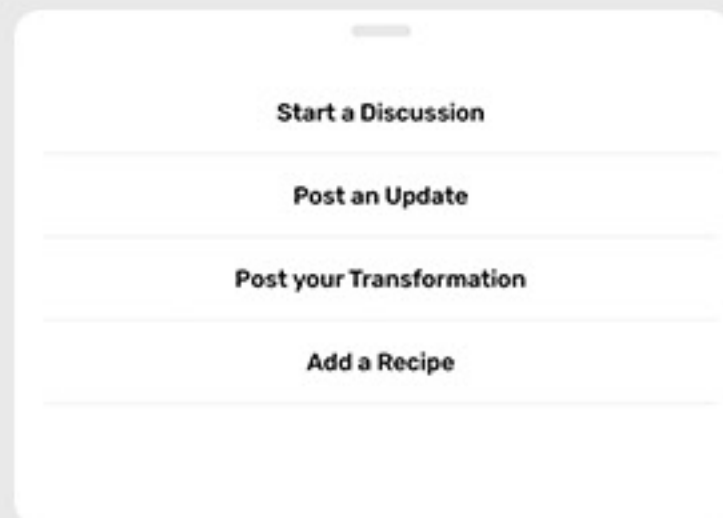 Start a Discussion
Post an Update
Post your Transformation
Add a Recipe